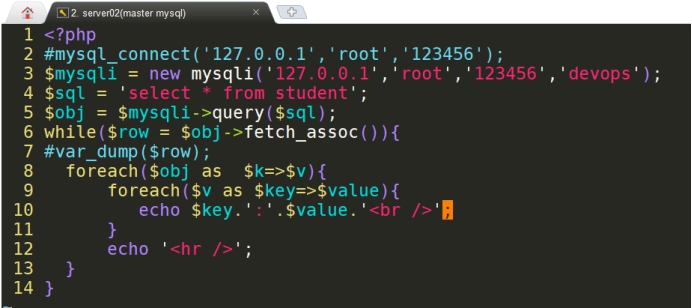 2. server02(master mysql)
1 <?php
2 #mysql_connect('127.0.0.1','root','123456');
3 $mysqli = new mysqli('127.0.0.1','root','123456','devops');
4 $sql = 'select * from student';
5 $obj = $mysqli->query($sql);
6 while($row = $obj->fetch_assoc()){
7 #var_dump($row);
8   foreach($obj as  $k=>$v){
9       foreach($v as $key=>$value){
10          echo $key.':'.$value.'<br />';
11       }
12       echo '<hr />';
13   }
14 }